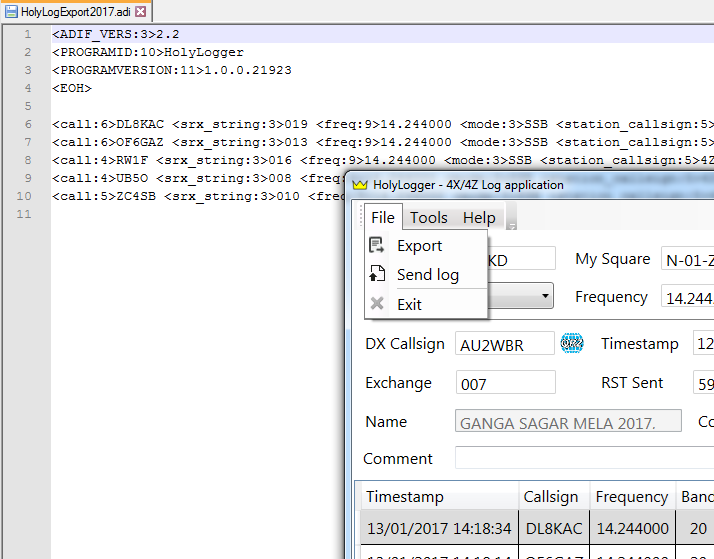 HolyLogExport2017.adi
1 <ADIF_VERS:3>2.2
2 <PROGRAMID:10>HolyLogger
3 <PROGRAMVERSION:11>1.0.0.21923
4 <EOH>
5
6 <call:6>DL8KAC <srx_string:3>019 <freq:9>14.244000 <mode:3>SSB <station_callsign:5>
7 <call:6>OF6GAZ <srx_string:3>013 <freq:9>14.244000 <mode:3>SSB <station_callsign:5>
8 <call:4>RW1F <srx_string:3>016 <freq:9>14.244000 <mode:3>SSB <station_callsign:5>4Z
9 <call:4>UB5O <srx_string:3>008 <freq
10 <call:5>ZC4SB <srx_string:3>010 <freq
11
HolyLogger - 4X/4Z Log application
File Tools Help
Export
Send log
Exit
KD My Square N-01-Z
Frequency 14.244
DX Callsign AU2WBR QRZ Timestamp 12
Exchange 007 RST Sent 59
Name GANGA SAGAR MELA 2017. Co
Comment
Timestamp Callsign Frequency Band
13/01/2017 14:18:34 DL8KAC 14.244000 20